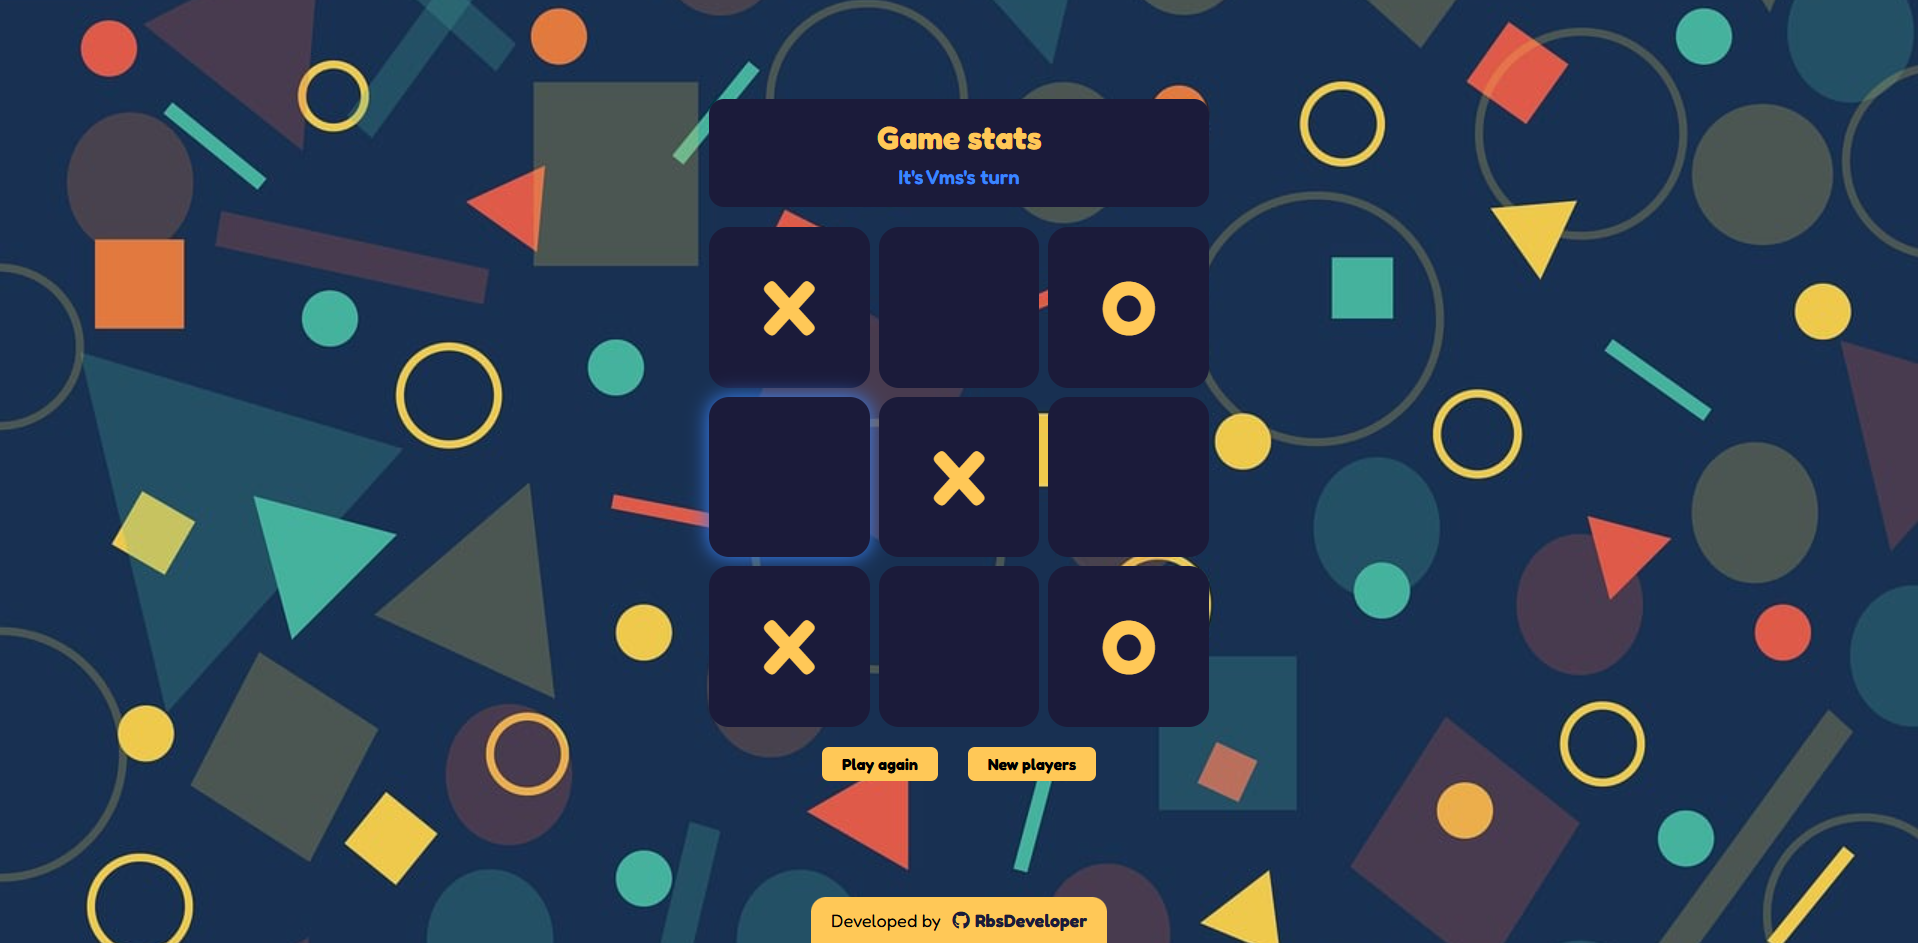 Game stats
It's Vms's turn
X O
X
X O
Play again New players
Developed by RbsDeveloper